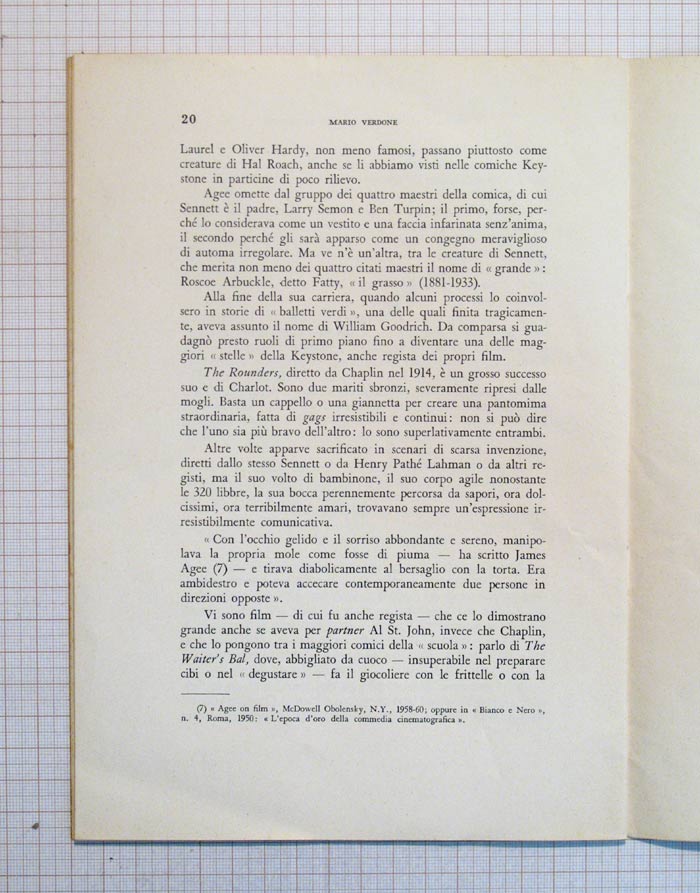 20
MARIO VERDONE
Laurel e Oliver Hardy, non meno famosi, passano piuttosto come
creature di Hal Roach, anche se li abbiamo visti nelle comiche Key-
stone in particine di poco rilievo.
Agee omette dal gruppo dei quattro maestri della comica, di cui
Sennett è il padre, Larry Semon e Ben Turpin; il primo, forse, per-
ché lo considerava come un vestito e una faccia infarinata senz'anima,
il secondo perché gli sarà apparso come un congegno meraviglioso
di automa irregolare. Ma ve n'è un'altra, tra le creature di Sennett,
che merita non meno dei quattro citati maestri il nome di « grande » :
Roscoe Arbuckle, detto Fatty, « il grasso » (1881-1933).
Alla fine della sua carriera, quando alcuni processi lo coinvol-
sero in storie di « balletti verdi », una delle quali finita tragicamen-
te, aveva assunto il nome di William Goodrich. Da comparsa si gua-
dagnò presto ruoli di primo piano fino a diventare una delle mag-
giori « stelle » della Keystone, anche regista dei propri film.
The Rounders, diretto da Chaplin nel 1914, è un grosso successo
suo e di Charlot. Sono due mariti sbronzi, severamente ripresi dalle
mogli. Basta un cappello o una giannetta per creare una pantomima
straordinaria, fatta di gags irresistibili e continui: non si può dire
che l'uno sia più bravo dell'altro: lo sono superlativamente entrambi.
Altre volte apparve sacrificato in scenari di scarsa invenzione,
diretti dallo stesso Sennett o da Henry Pathé Lahman o da altri re-
gisti, ma il suo volto di bambinone, il suo corpo agile nonostante
le 320 libbre, la sua bocca perennemente percorsa da sapori, ora dol-
cissimi, ora terribilmente amari, trovavano sempre un'espressione ir-
resistibilmente comunicativa.
« Con l'occhio gelido e il sorriso abbondante e sereno, manipo-
lava la propria mole come fosse di piuma — ha scritto James
Agee (7) — e tirava diabolicamente al bersaglio con la torta. Era
ambidestro e poteva accecare contemporaneamente due persone in
direzioni opposte ».
Vi sono film — di cui fu anche regista — che ce lo dimostrano
grande anche se aveva per partner Al St. John, invece che Chaplin,
e che lo pongono tra i maggiori comici della « scuola » : parlo di The
Waiter's Bal, dove, abbigliato da cuoco — insuperabile nel preparare
cibi o nel « degustare » — fa il giocoliere con le frittelle o con la
(7) « Agee on film », McDowell Obolensky, N.Y., 1958-60; oppure in « Bianco e Nero »,
n. 4, Roma, 1950: « L'epoca d'oro della commedia cinematografica ».